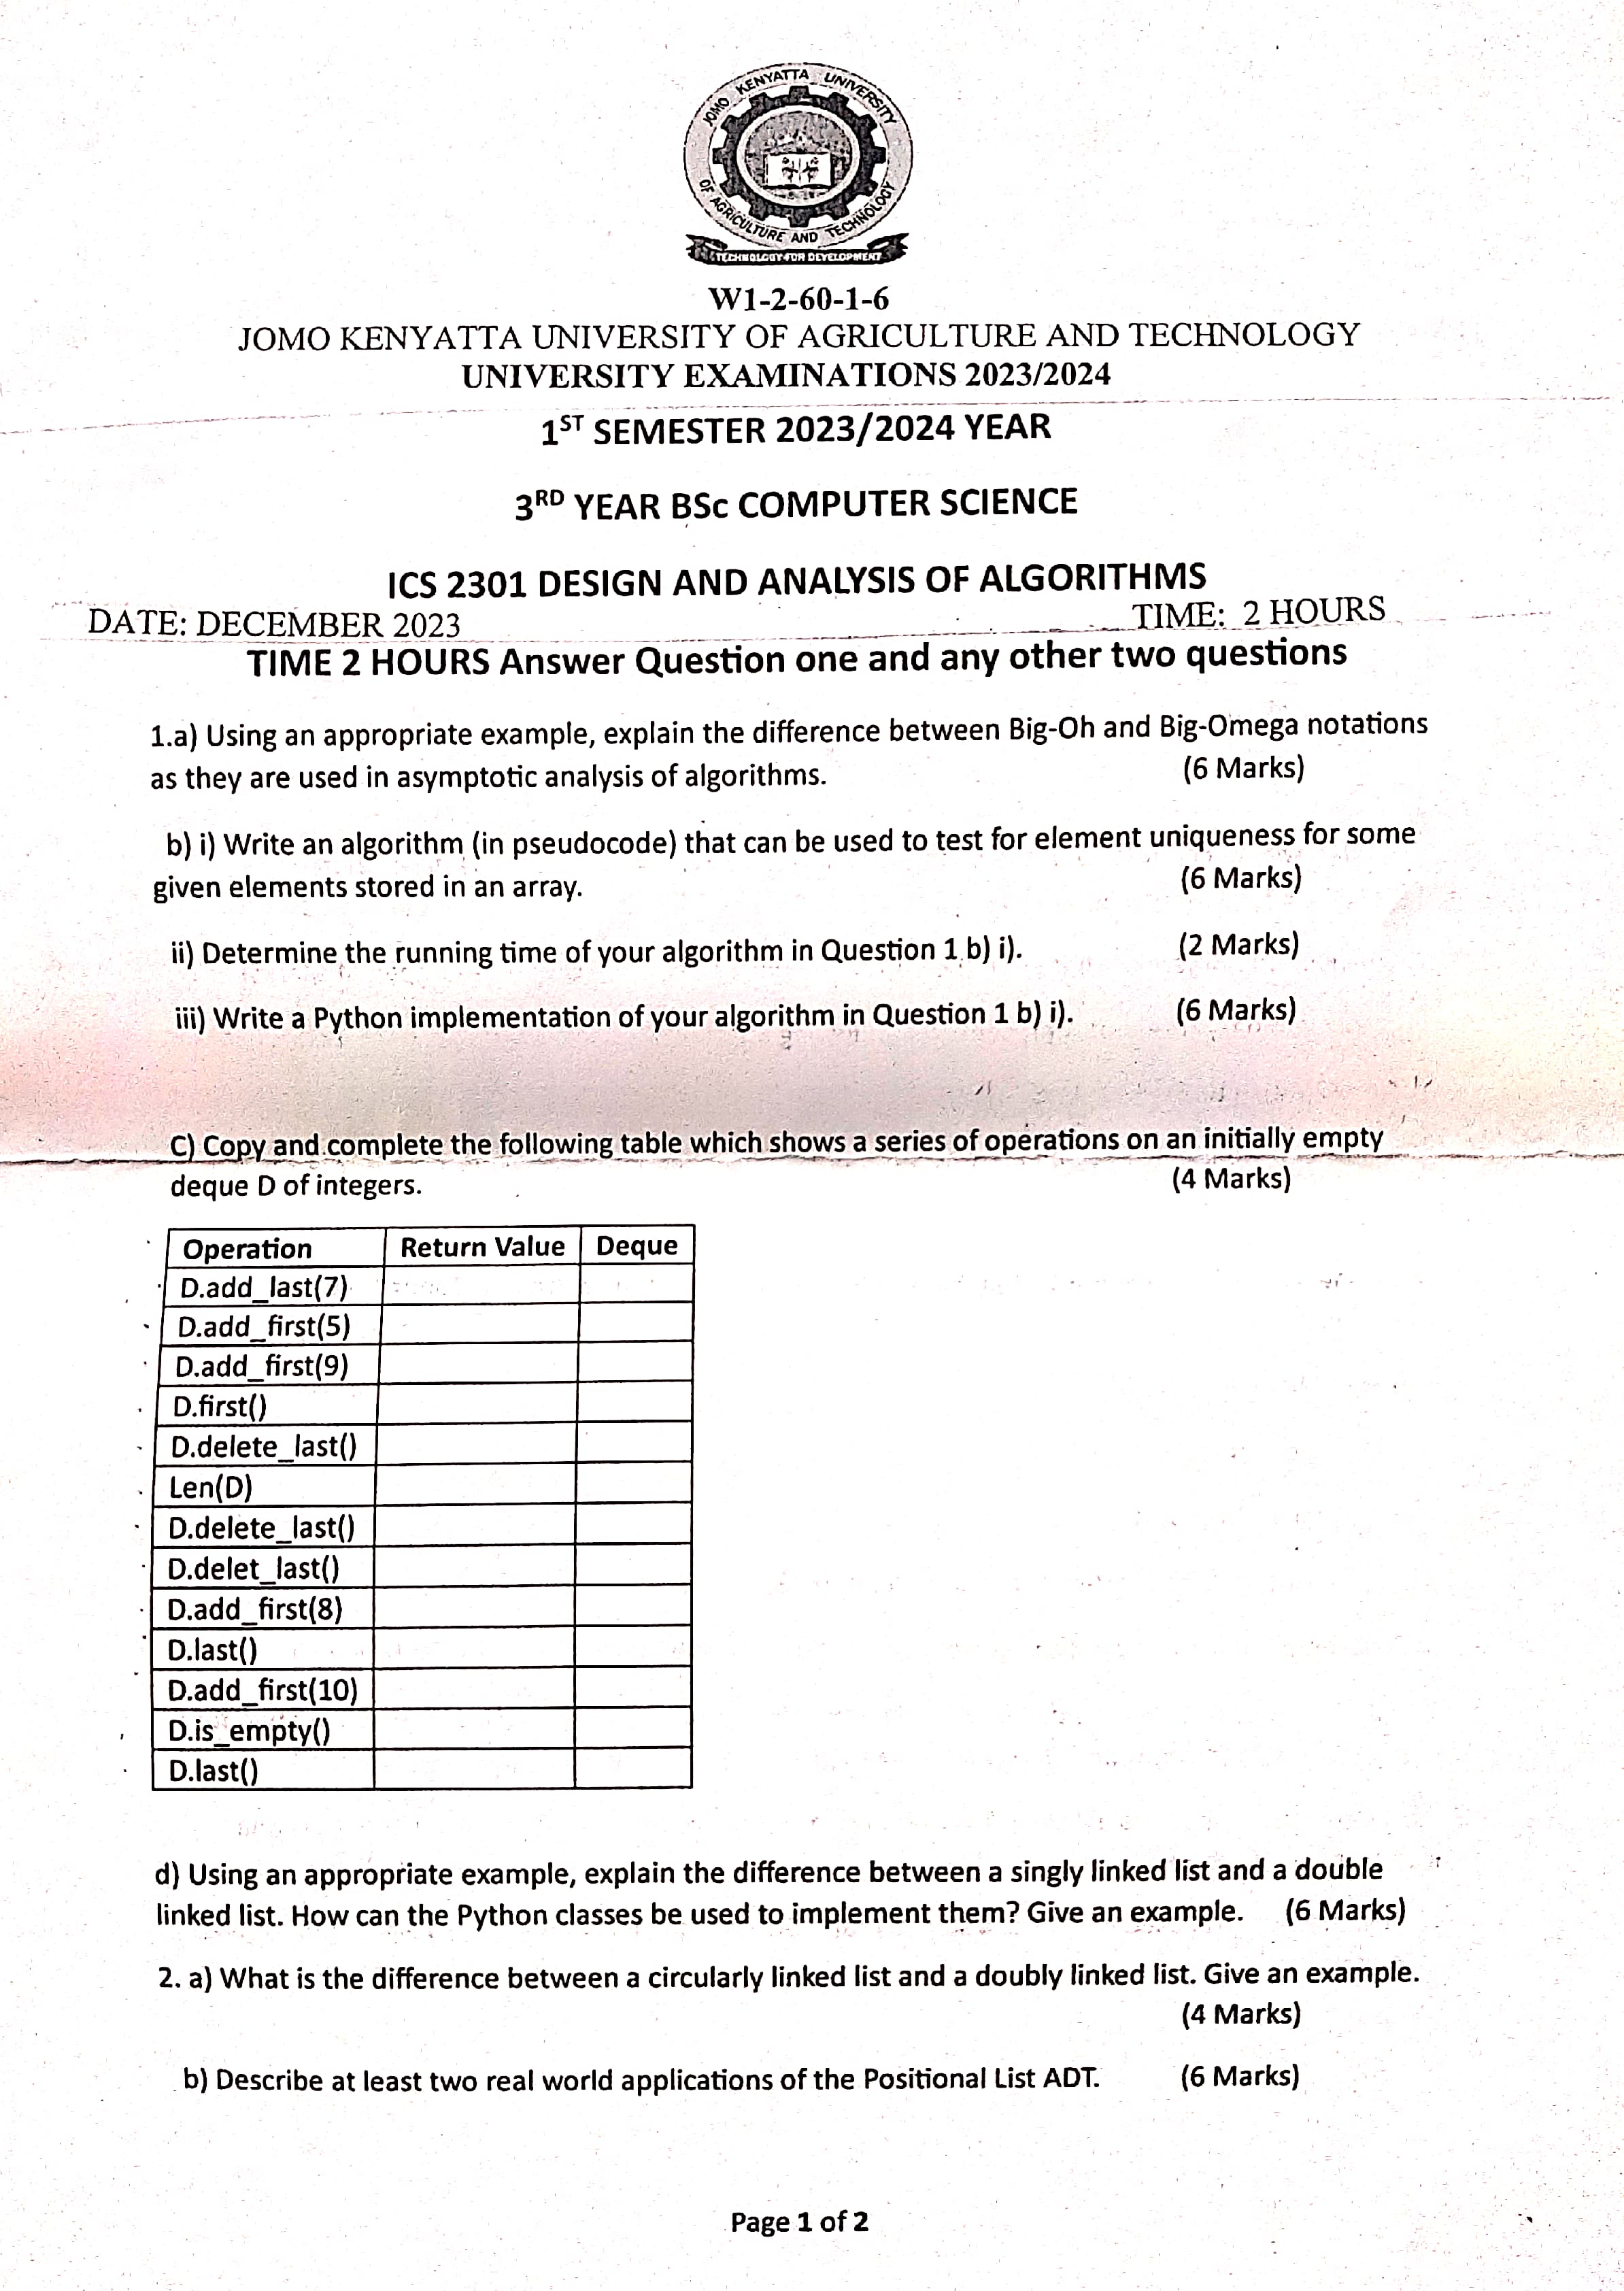 JOMO KENYATTA UNIVERSITY
OF AGRICULTURE AND TECHNOLOGY
TECHNOLOGY FOR DEVELOPMENT
W1-2-60-1-6
JOMO KENYATTA UNIVERSITY OF AGRICULTURE AND TECHNOLOGY
UNIVERSITY EXAMINATIONS 2023/2024
1ST SEMESTER 2023/2024 YEAR
3RD YEAR BSc COMPUTER SCIENCE
ICS 2301 DESIGN AND ANALYSIS OF ALGORITHMS
DATE: DECEMBER 2023 TIME: 2 HOURS
TIME 2 HOURS Answer Question one and any other two questions
1.a) Using an appropriate example, explain the difference between Big-Oh and Big-Omega notations
as they are used in asymptotic analysis of algorithms. (6 Marks)
b) i) Write an algorithm (in pseudocode) that can be used to test for element uniqueness for some
given elements stored in an array. (6 Marks)
ii) Determine the running time of your algorithm in Question 1 b) i). (2 Marks)
iii) Write a Python implementation of your algorithm in Question 1 b) i). (6 Marks)
C) Copy and complete the following table which shows a series of operations on an initially empty
deque D of integers. (4 Marks)
Operation Return Value Deque
D.add_last(7)
D.add_first(5)
D.add_first(9)
D.first()
D.delete_last()
Len(D)
D.delete_last()
D.delet_last()
D.add_first(8)
D.last()
D.add_first(10)
D.is_empty()
D.last()
d) Using an appropriate example, explain the difference between a singly linked list and a double
linked list. How can the Python classes be used to implement them? Give an example. (6 Marks)
2. a) What is the difference between a circularly linked list and a doubly linked list. Give an example.
(4 Marks)
b) Describe at least two real world applications of the Positional List ADT. (6 Marks)
Page 1 of 2